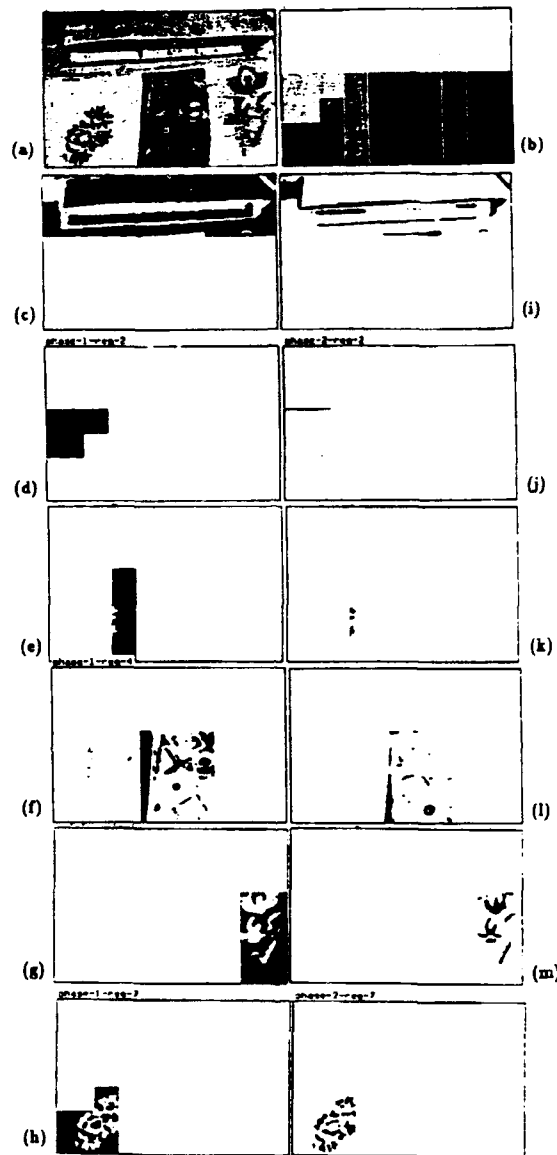 (a)
(b)
(c)
(i)
phase-1-reg-2
phase-2-reg-2
(d)
(j)
(e)
(k)
phase-1-reg-4
(f)
(l)
(g)
(m)
phase-1-reg-7
phase-2-reg-7
(h)